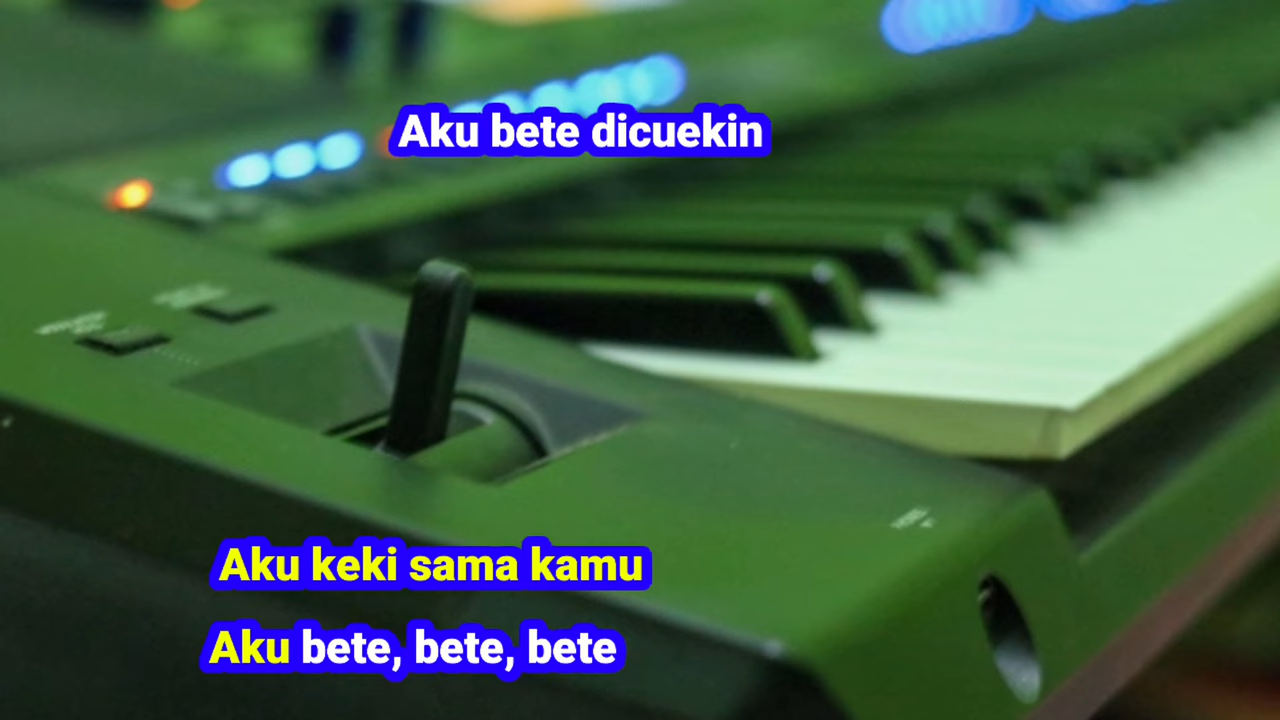 Aku bete dicuekin
Aku keki sama kamu
Aku bete, bete, bete